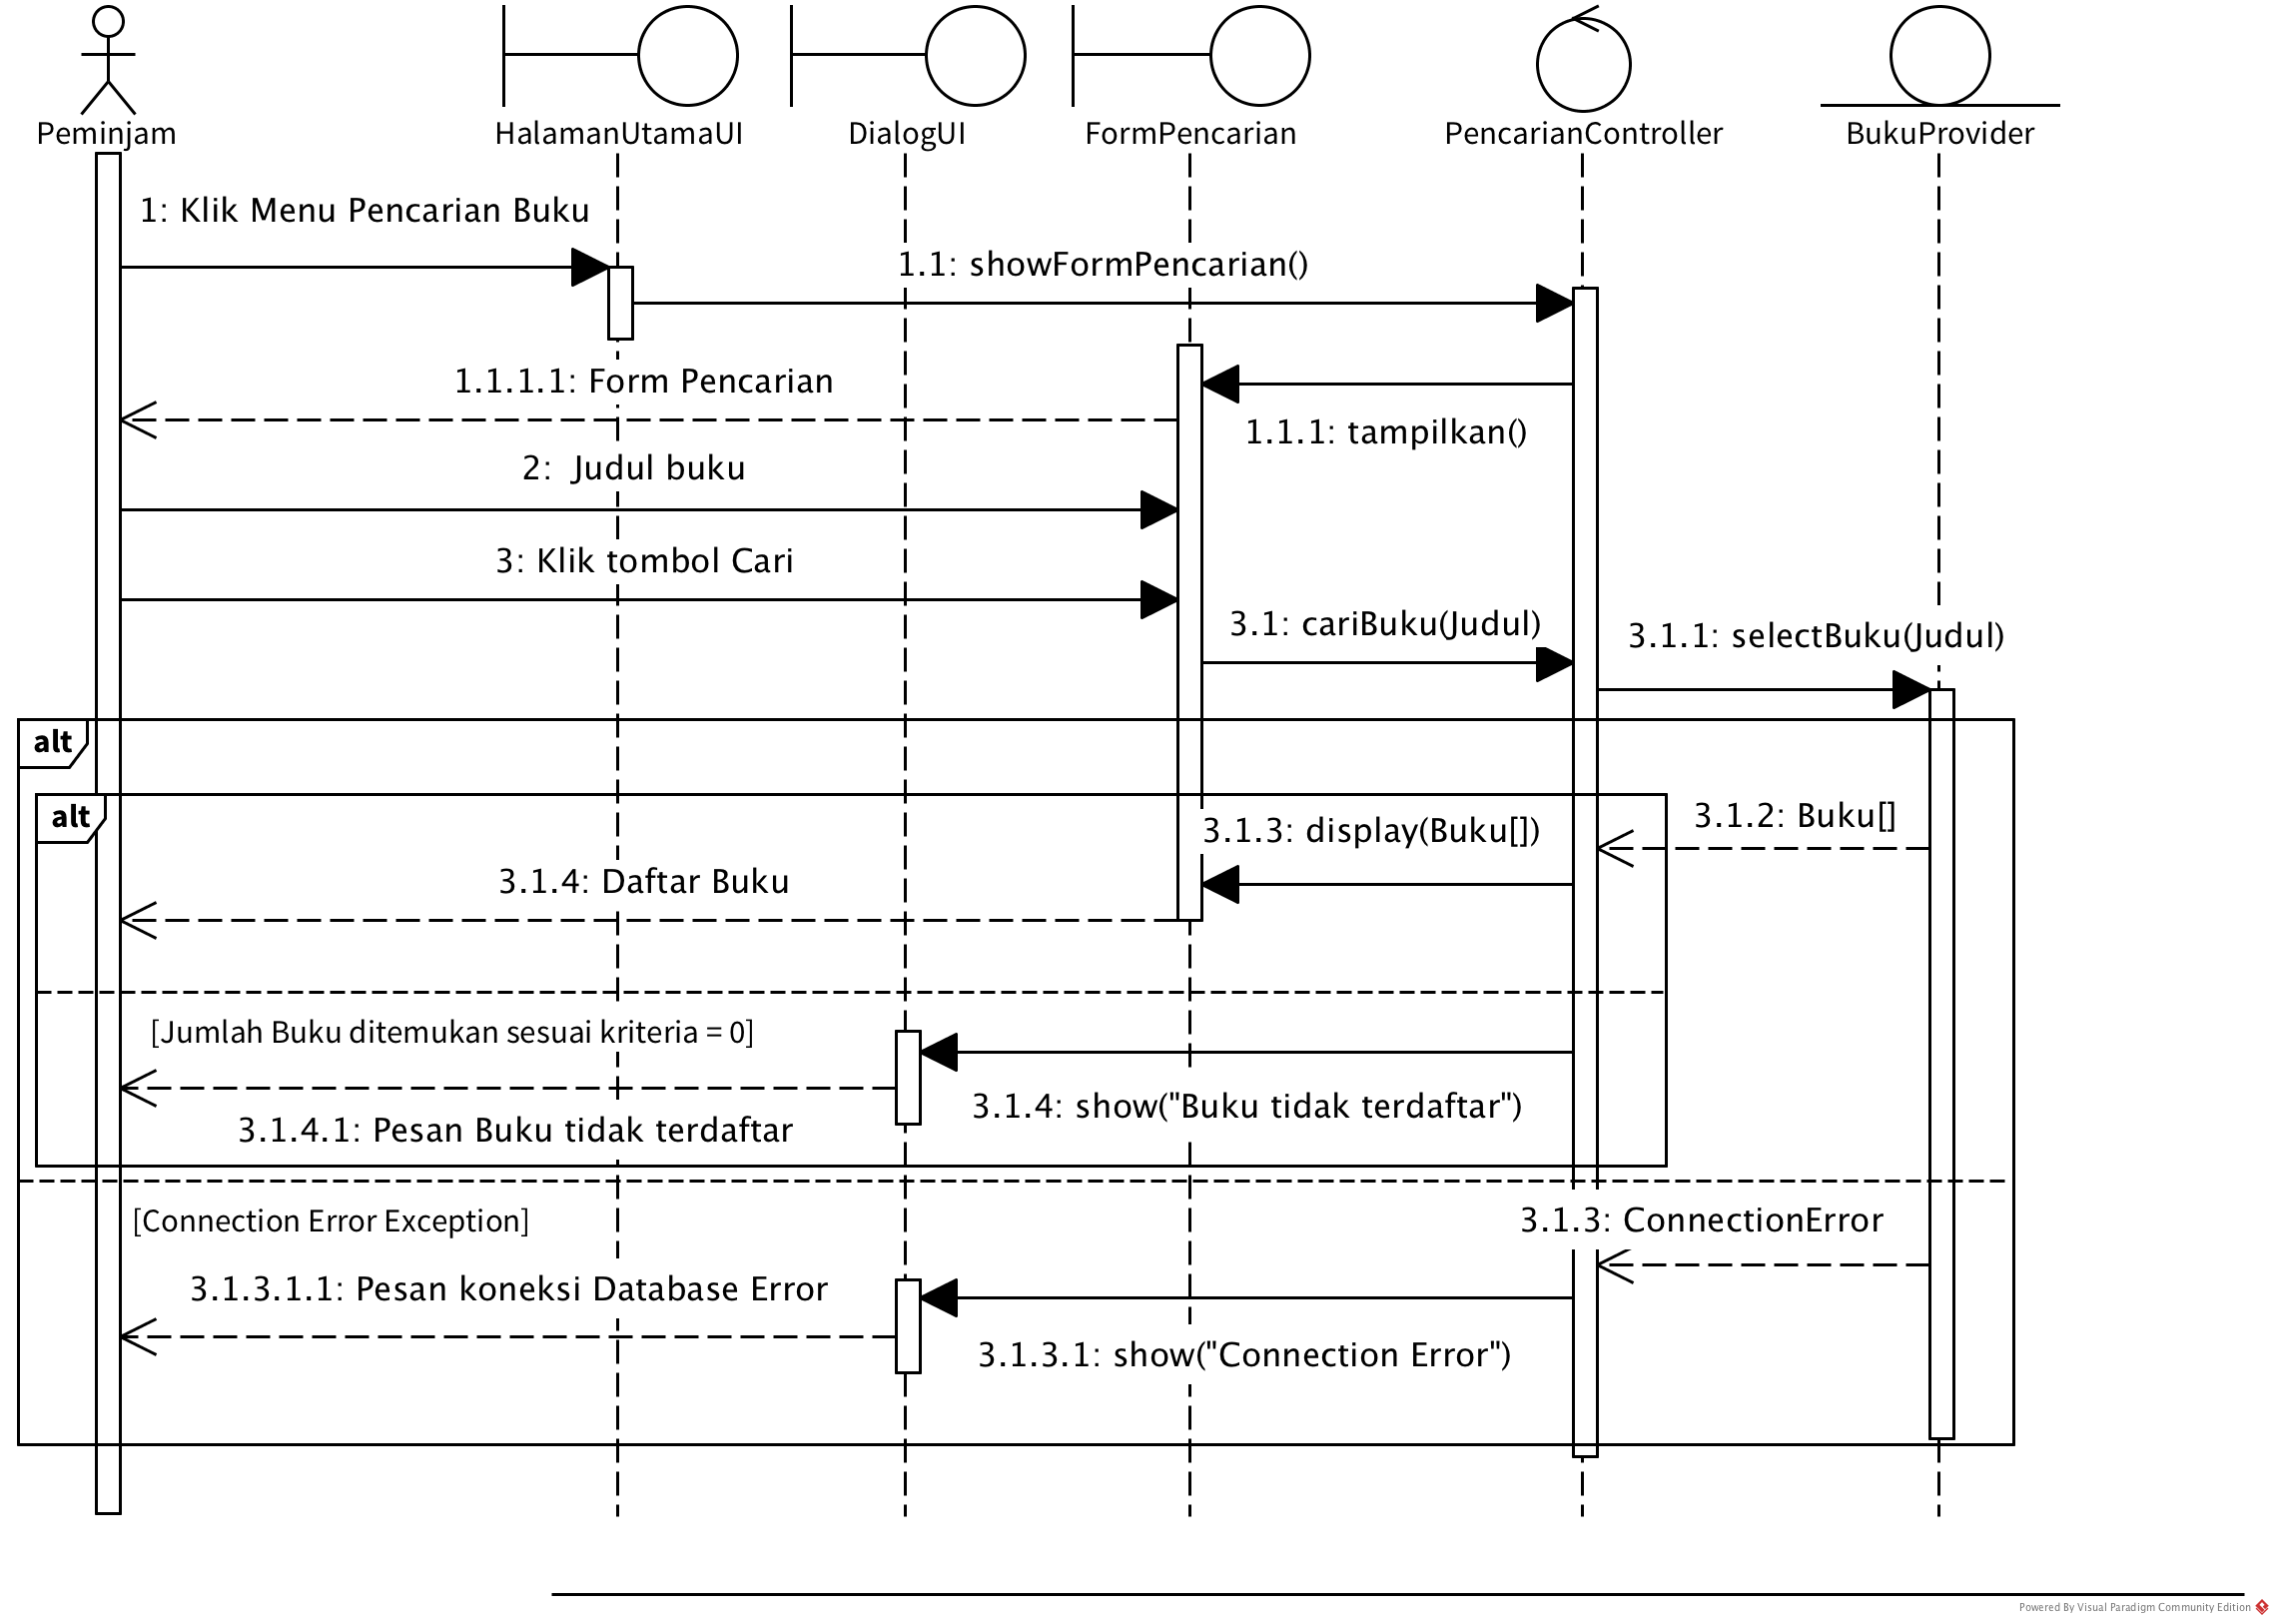 Peminjam
HalamanUtamaUI
DialogUI
FormPencarian
PencarianController
BukuProvider
1: Klik Menu Pencarian Buku
1.1: showFormPencarian()
1.1.1.1: Form Pencarian
1.1.1: tampilkan()
2:  Judul buku
3: Klik tombol Cari
3.1: cariBuku(Judul)
3.1.1: selectBuku(Judul)
alt
alt
3.1.2: Buku[]
3.1.3: display(Buku[])
3.1.4: Daftar Buku
[Jumlah Buku ditemukan sesuai kriteria = 0]
3.1.4: show("Buku tidak terdaftar")
3.1.4.1: Pesan Buku tidak terdaftar
[Connection Error Exception]
3.1.3: ConnectionError
3.1.3.1.1: Pesan koneksi Database Error
3.1.3.1: show("Connection Error")
Powered By Visual Paradigm Community Edition